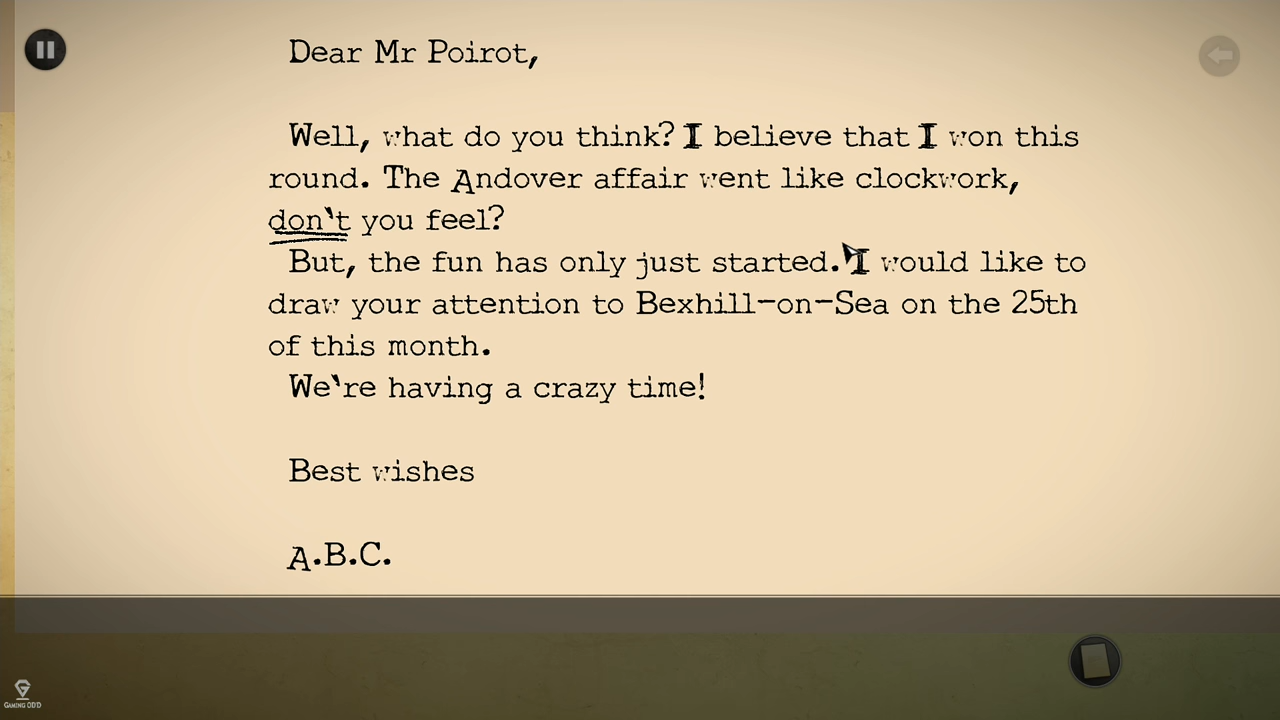 Dear Mr Poirot,
Well, what do you think? I believe that I won this
round. The Andover affair went like clockwork,
don't you feel?
But, the fun has only just started. I would like to
draw your attention to Bexhill-on-Sea on the 25th
of this month.
We're having a crazy time!
Best wishes
A.B.C.
GAMING ODD